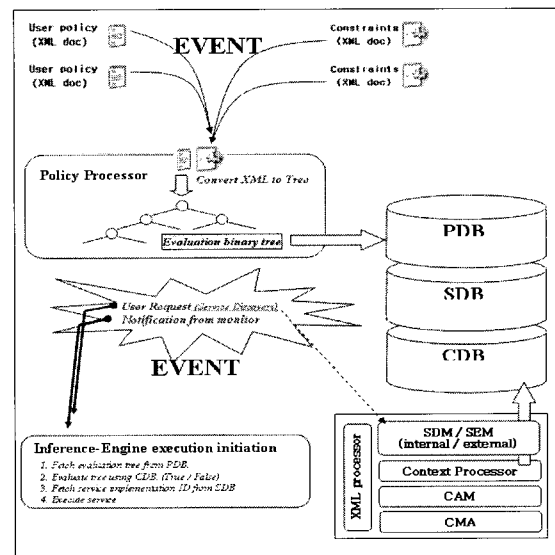 User policy
(XML doc)
EVENT
Constraints
(XML doc)
User policy
(XML doc)
Constraints
(XML doc)
Policy Processor
Convert XML to Tree
Evaluation binary tree
PDB
SDB
CDB
User Request (Service Discovery)
Notification from monitor
EVENT
Inference-Engine execution initiation
1. Fetch evaluation tree from PDB.
2. Evaluate tree using CDB. (True / False)
3. Fetch service implementation ID from SDB
4. Execute service
XML processor
SDM / SEM
(internal / external)
Context Processor
CAM
CMA